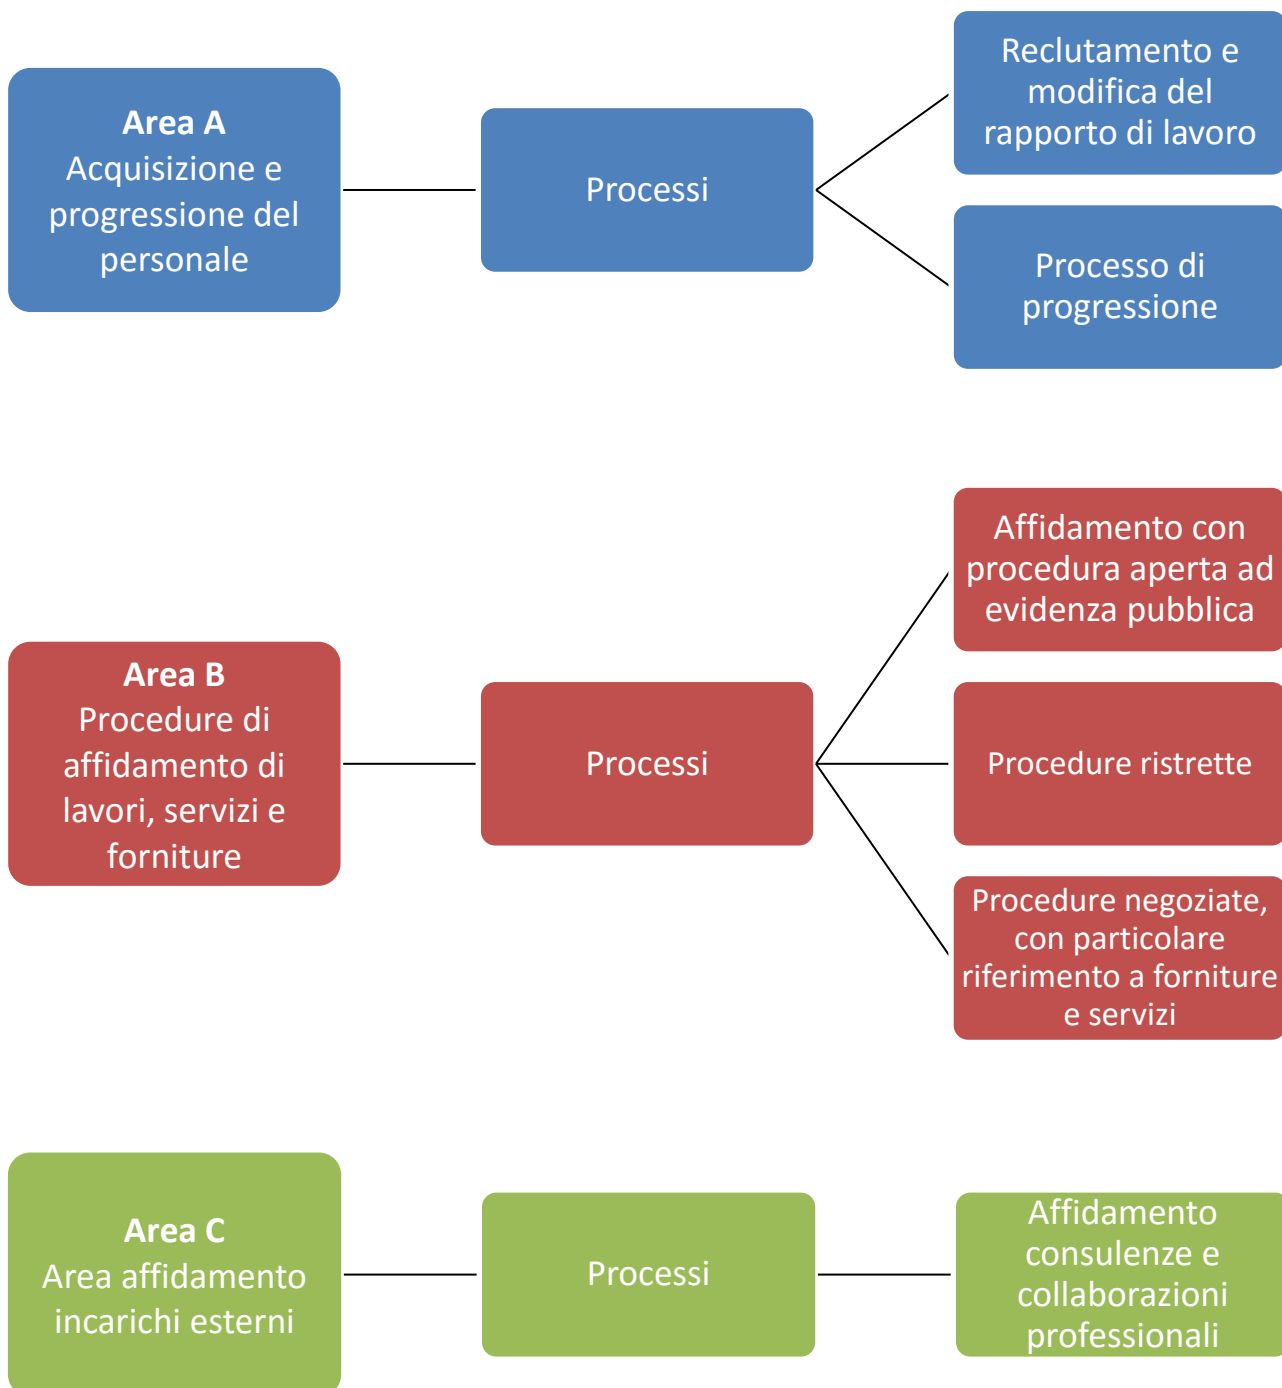 Area A
Acquisizione e
progressione del
personale
Processi
Reclutamento e
modifica del
rapporto di lavoro
Processo di
progressione
Area B
Procedure di
affidamento di
lavori, servizi e
forniture
Processi
Affidamento con
procedura aperta ad
evidenza pubblica
Procedure ristrette
Procedure negoziate,
con particolare
riferimento a forniture
e servizi
Area C
Area affidamento
incarichi esterni
Processi
Affidamento
consulenze e
collaborazioni
professionali